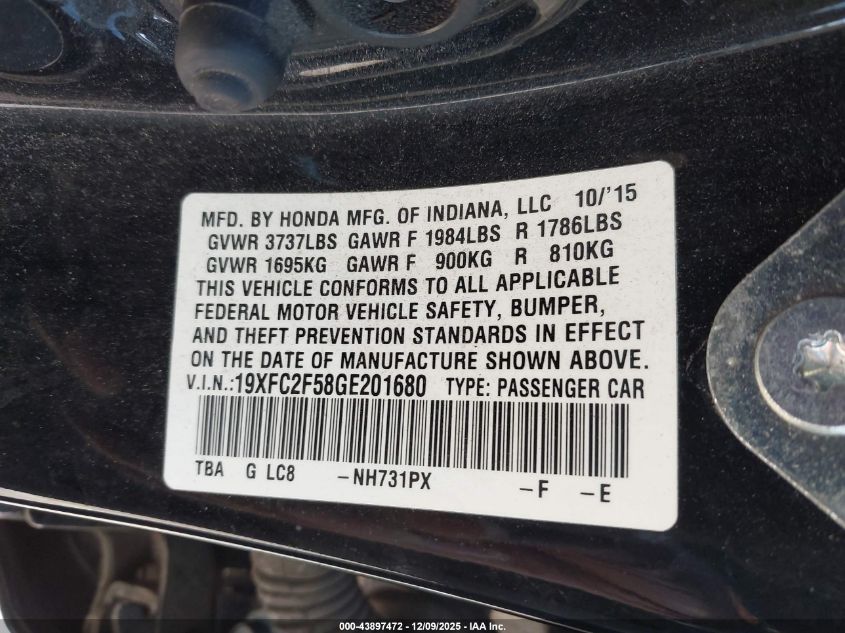 MFD. BY HONDA MFG. OF INDIANA, LLC 10/'15
GVWR 3737LBS GAWR F 1984LBS R 1786LBS
GVWR 1695KG GAWR F 900KG R 810KG
THIS VEHICLE CONFORMS TO ALL APPLICABLE
FEDERAL MOTOR VEHICLE SAFETY, BUMPER,
AND THEFT PREVENTION STANDARDS IN EFFECT
ON THE DATE OF MANUFACTURE SHOWN ABOVE.
V.I.N.:19XFC2F58GE201680 TYPE: PASSENGER CAR
TBA G LC8 -NH731PX -F -E
000-43897472 — 12/09/2025 — IAA Inc.